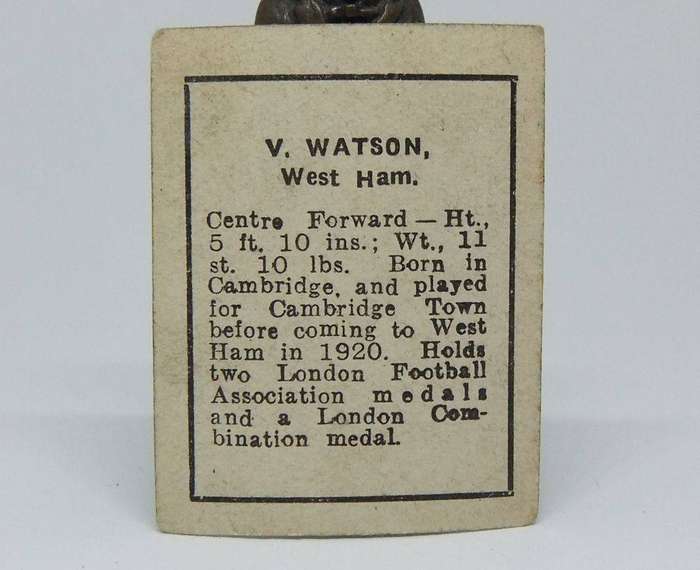 V. WATSON,
West Ham.
Centre Forward — Ht.,
5 ft. 10 ins.; Wt., 11
st. 10 lbs. Born in
Cambridge, and played
for Cambridge Town
before coming to West
Ham in 1920. Holds
two London Football
Association medals
and a London Com-
bination medal.